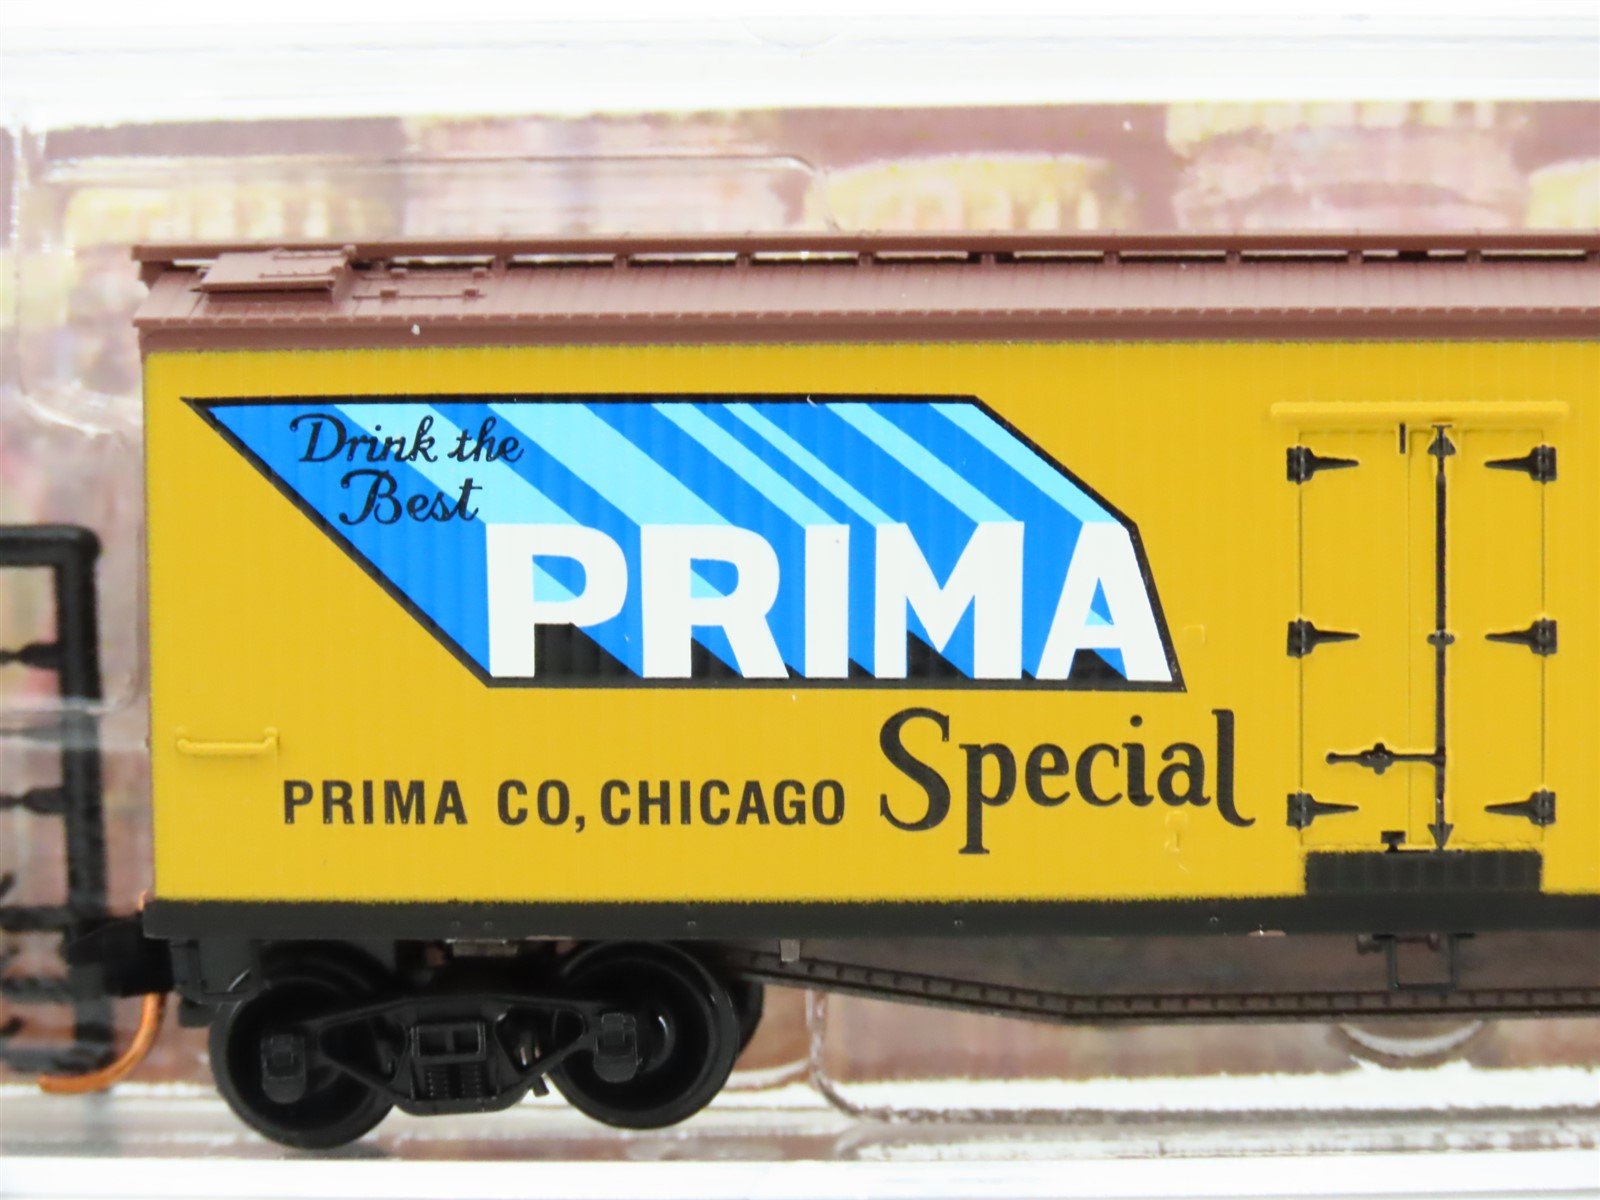 Drink the
Best
PRIMA
Special
PRIMA CO, CHICAGO